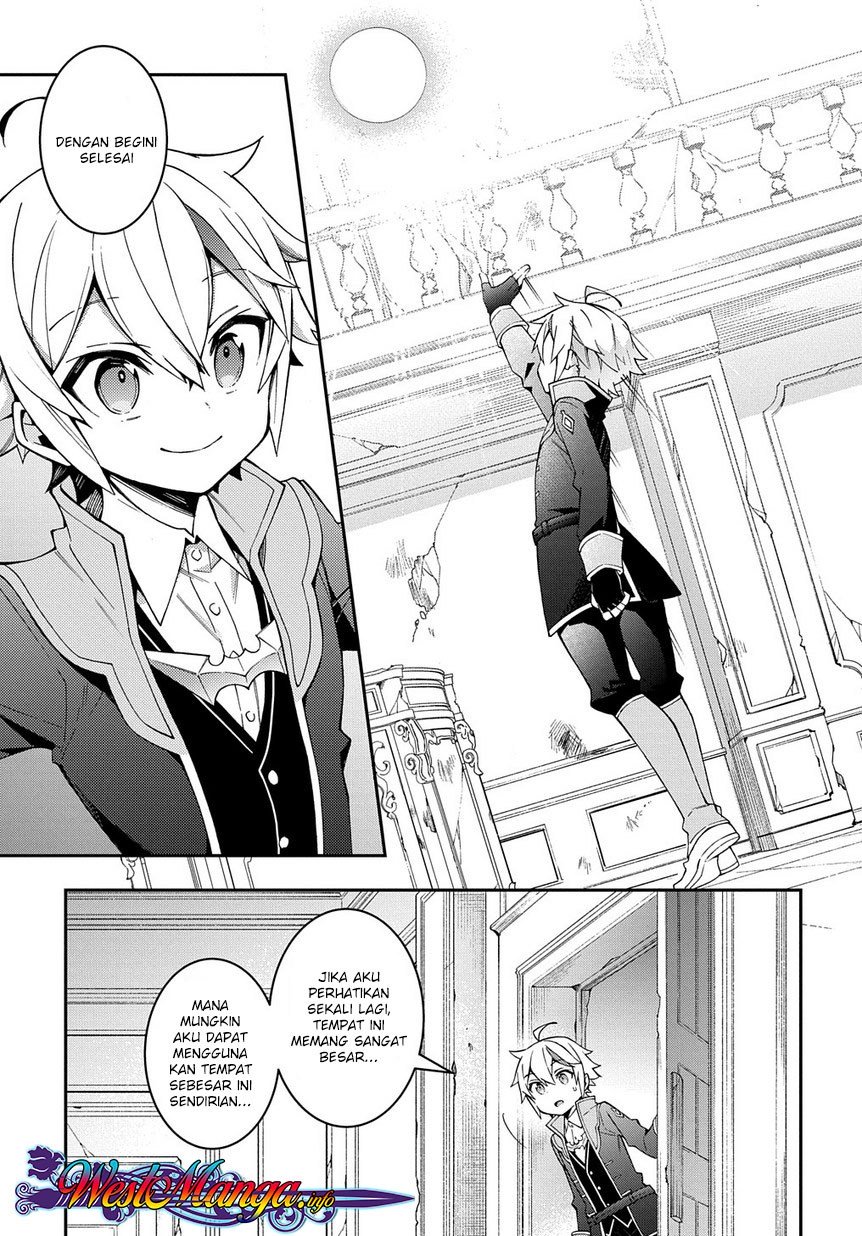 DENGAN BEGINI
SELESAI
JIKA AKU
PERHATIKAN
SEKALI LAGI,
TEMPAT INI
MEMANG SANGAT
BESAR...
MANA
MUNGKIN
AKU DAPAT
MENGGUNA
KAN TEMPAT
SEBESAR INI
SENDIRIAN...
WestManga.info